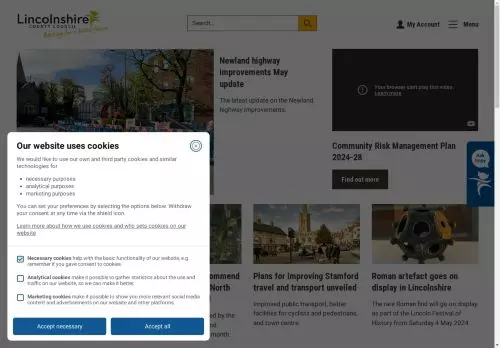 Lincolnshire
COUNTY COUNCIL
Working for a better future
Search...
My Account
Menu
Newland highway
improvements May
update
The latest update on the Newland
highway improvements.
Your browser can't play this video.
Learn more
Community Risk Management Plan
2024-28
Find out more
Ask
Our website uses cookies
We would like to use our own and third party cookies and similar
technologies for:
necessary purposes
analytical purposes
marketing purposes
You can set your preferences by selecting the options below. Withdraw
your consent at any time via the shield icon.
Learn more about how we use cookies and who sets cookies on our
website
Necessary cookies help with the basic functionality of our website, e.g.
remember if you gave consent to cookies.
Analytical cookies make it possible to gather statistics about the use and
traffic on our website, so we can make it better.
Marketing cookies make it possible to show you more relevant social media
content and advertisements on our website and other platforms.
Accept necessary
Accept all
ommend
North
d by the
month
Plans for improving Stamford
travel and transport unveiled
Improved public transport, better
facilities for cyclists and pedestrians,
and town centre.
Roman artefact goes on
display in Lincolnshire
The rare Roman find will go on display
as part of the Lincoln Festival of
History from Saturday 4 May 2024